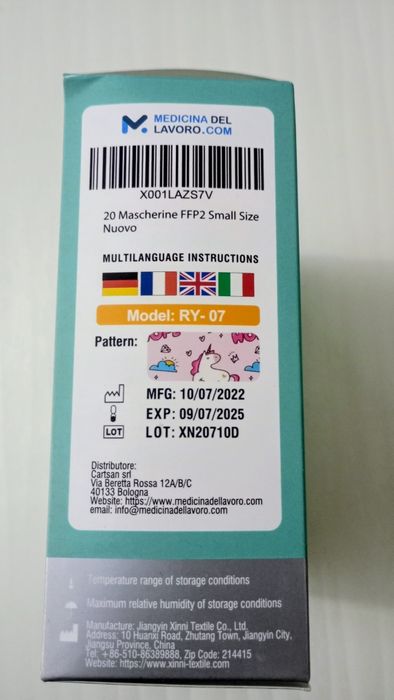 MEDICINA DEL
LAVORO.COM
X001LAZS7V
20 Mascherine FFP2 Small Size
Nuovo
MULTILANGUAGE INSTRUCTIONS
Model: RY- 07
Pattern:
MFG: 10/07/2022
EXP: 09/07/2025
LOT LOT: XN20710D
Distributore:
Cartsan srl
Via Beretta Rossa 12A/B/C
40133 Bologna
Website: https://www.medicinadellavoro.com
email: info@medicinadellavoro.com
Temperature range of storage conditions
Maximum relative humidity of storage conditions
Manufacture: Jiangyin Xinni Textile Co., Ltd.
Address: 10 Huanxi Road, Zhutang Town, Jiangyin City,
Jiangsu Province, China
Tel: +86-510-86389888, Zip Code: 214415
Website: https://www.xinni-textile.com